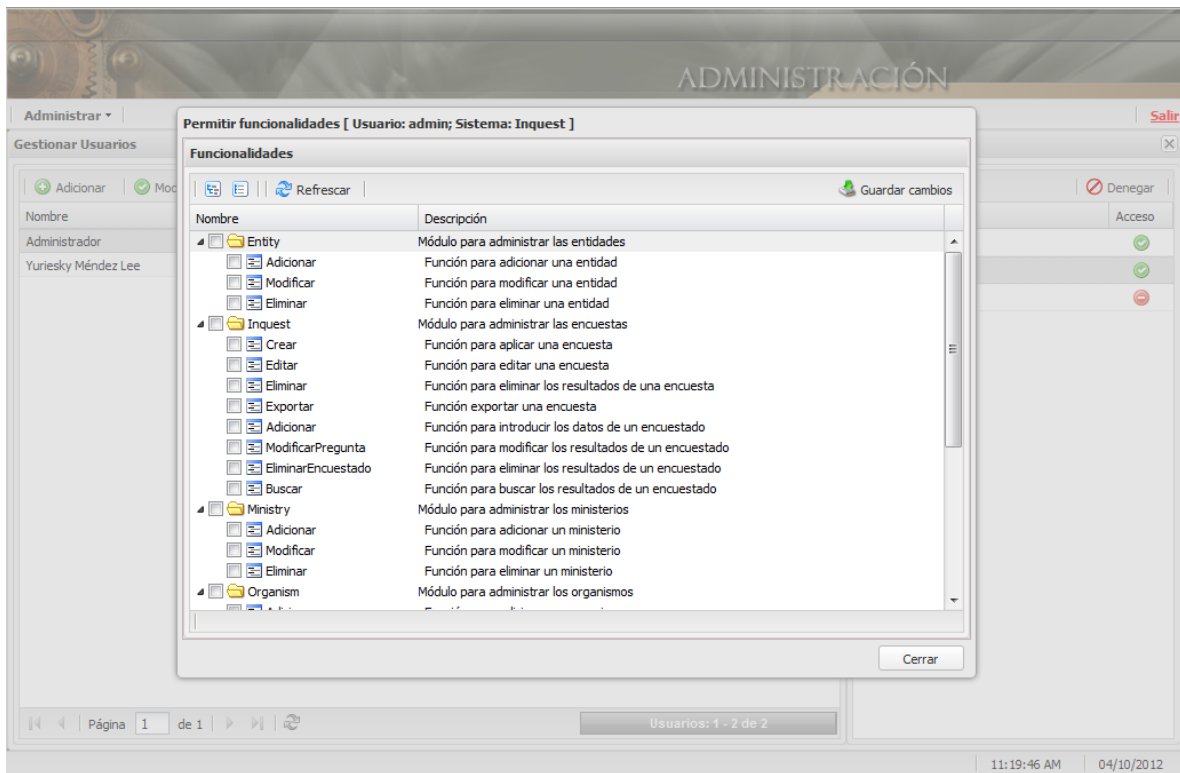 ADMINISTRACIÓN
Administrar
Salir
Gestionar Usuarios
Adicionar
Mod
Denegar
Nombre
Acceso
Administrador
Yuriesky Méndez Lee
Permitir funcionalidades [ Usuario: admin; Sistema: Inquest ]
Funcionalidades
Refrescar
Guardar cambios
Nombre Descripción
Entity Módulo para administrar las entidades
Adicionar Función para adicionar una entidad
Modificar Función para modificar una entidad
Eliminar Función para eliminar una entidad
Inquest Módulo para administrar las encuestas
Crear Función para aplicar una encuesta
Editar Función para editar una encuesta
Eliminar Función para eliminar los resultados de una encuesta
Exportar Función exportar una encuesta
Adicionar Función para introducir los datos de un encuestado
ModificarPregunta Función para modificar los resultados de un encuestado
EliminarEncuestado Función para eliminar los resultados de un encuestado
Buscar Función para buscar los resultados de un encuestado
Ministry Módulo para administrar los ministerios
Adicionar Función para adicionar un ministerio
Modificar Función para modificar un ministerio
Eliminar Función para eliminar un ministerio
Organism Módulo para administrar los organismos
Cerrar
Página 1 de 1
Usuarios: 1 - 2 de 2
11:19:46 AM 04/10/2012